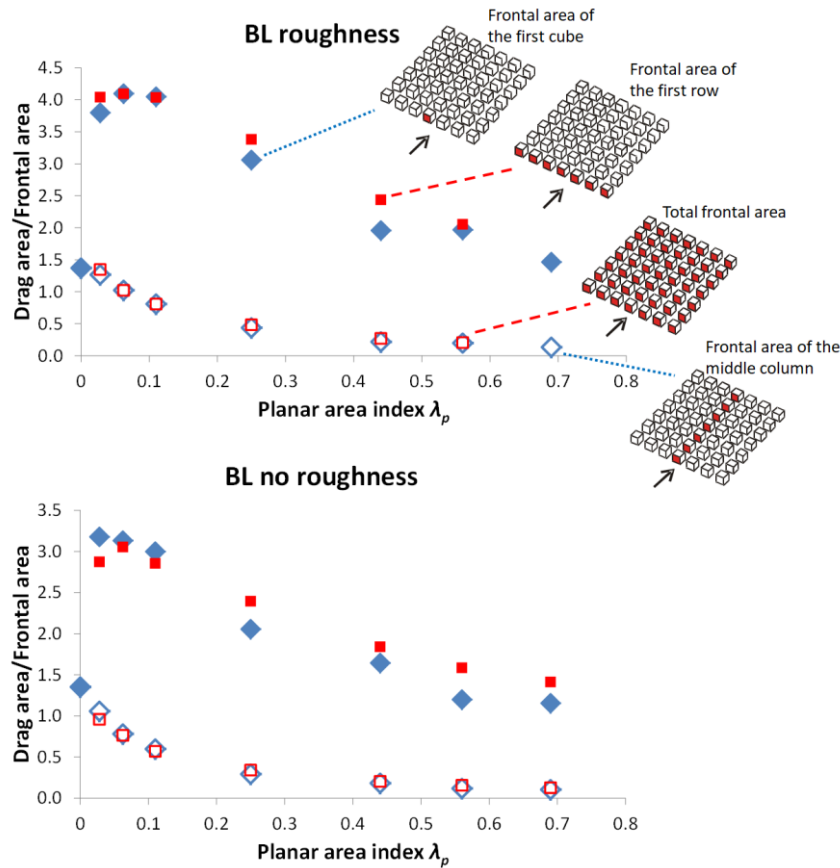 BL roughness
Frontal area of
the first cube
Frontal area of
the first row
Total frontal area
Frontal area of the
middle column
Drag area/Frontal area
4.5
4.0
3.5
3.0
2.5
2.0
1.5
1.0
0.5
0.0
0 0.1 0.2 0.3 0.4 0.5 0.6 0.7 0.8
Planar area index λp
BL no roughness
Drag area/Frontal area
3.5
3.0
2.5
2.0
1.5
1.0
0.5
0.0
0 0.1 0.2 0.3 0.4 0.5 0.6 0.7 0.8
Planar area index λp